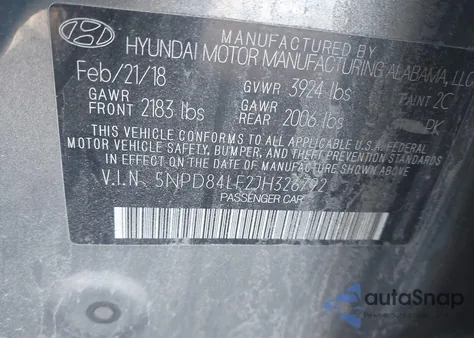 MANUFACTURED BY
HYUNDAI MOTOR MANUFACTURING ALABAMA, LLC
Feb/21/18
GVWR 3924 lbs
PAINT 2C
GAWR FRONT 2183 lbs
GAWR REAR 2006 lbs
PK
THIS VEHICLE CONFORMS TO ALL APPLICABLE U.S.A. FEDERAL
MOTOR VEHICLE SAFETY, BUMPER, AND THEFT PREVENTION STANDARDS
IN EFFECT ON THE DATE OF MANUFACTURE SHOWN ABOVE.
V.I.N. 5NPD84LF2JH326792
PASSENGER CAR
autoSnap